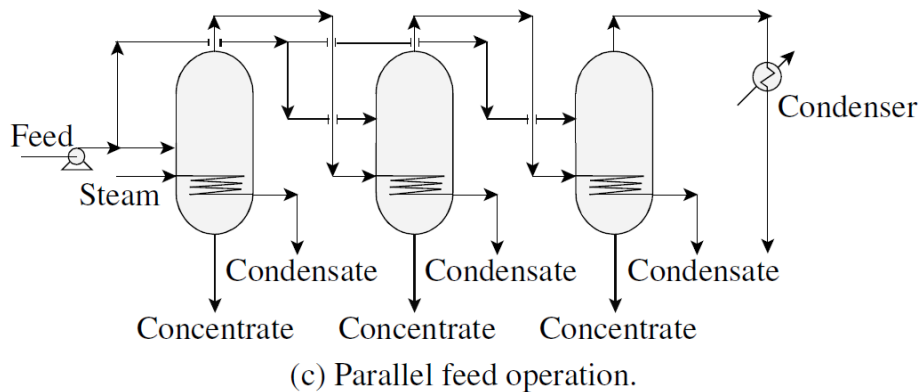 Feed
Condenser
Steam
Condensate Condensate Condensate
Concentrate Concentrate Concentrate
(c) Parallel feed operation.